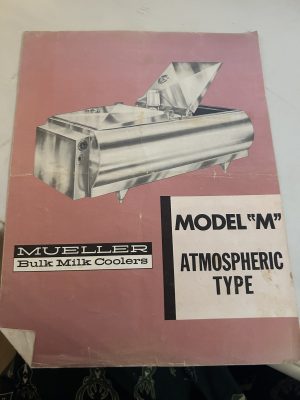 MODEL "M"
MUELLER
Bulk Milk Coolers
ATMOSPHERIC
TYPE